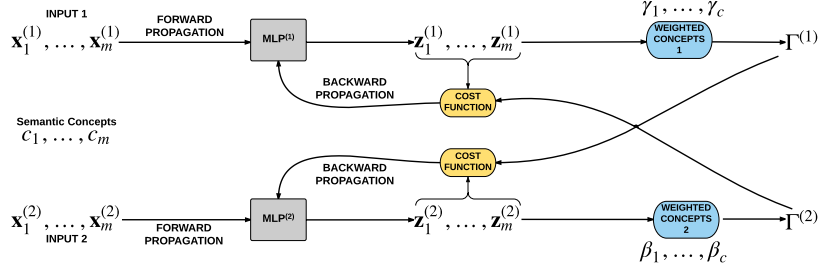 INPUT 1
x₁⁽¹⁾, . . . , xₘ⁽¹⁾
FORWARD
PROPAGATION
MLP⁽¹⁾
z₁⁽¹⁾, . . . , zₘ⁽¹⁾
γ₁, . . . , γ_c
WEIGHTED
CONCEPTS
1
Γ⁽¹⁾
BACKWARD
PROPAGATION
COST
FUNCTION
Semantic Concepts
c₁, . . . , cₘ
COST
FUNCTION
BACKWARD
PROPAGATION
x₁⁽²⁾, . . . , xₘ⁽²⁾
INPUT 2
FORWARD
PROPAGATION
MLP⁽²⁾
z₁⁽²⁾, . . . , zₘ⁽²⁾
WEIGHTED
CONCEPTS
2
β₁, . . . , β_c
Γ⁽²⁾